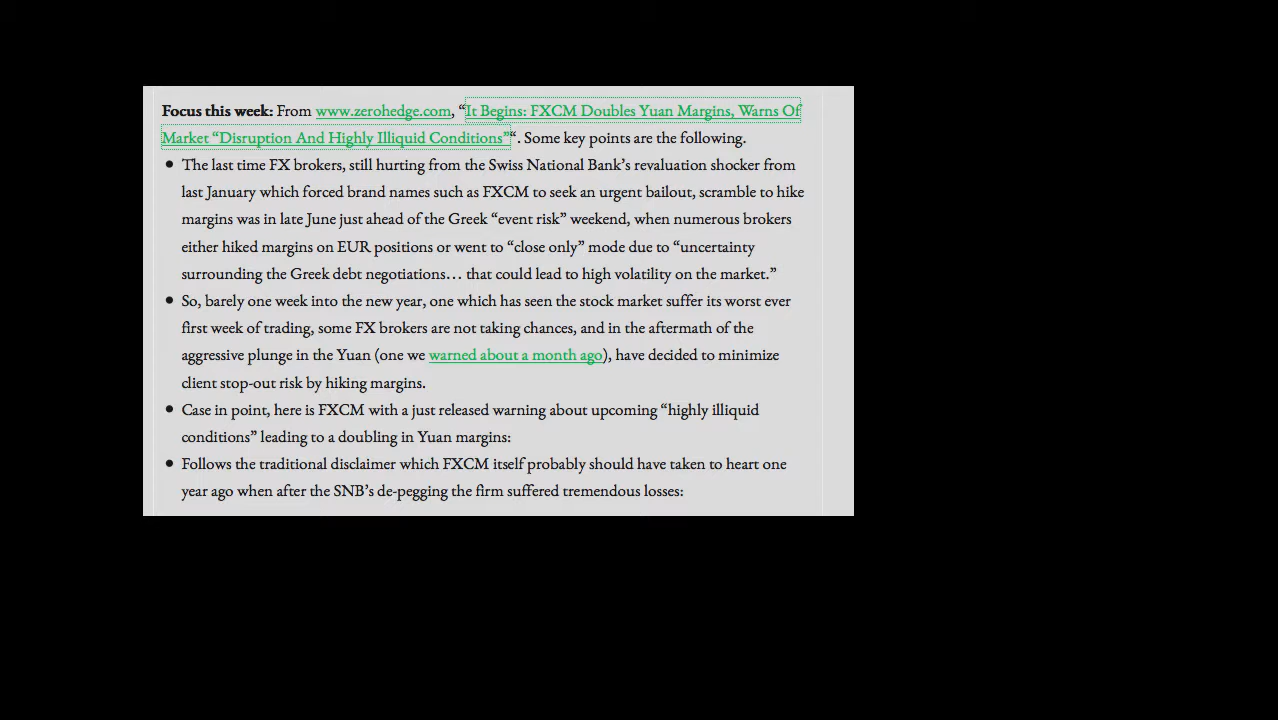 Focus this week: From www.zerohedge.com, “It Begins: FXCM Doubles Yuan Margins, Warns Of
Market “Disruption And Highly Illiquid Conditions”“. Some key points are the following.
● The last time FX brokers, still hurting from the Swiss National Bank’s revaluation shocker from
last January which forced brand names such as FXCM to seek an urgent bailout, scramble to hike
margins was in late June just ahead of the Greek “event risk” weekend, when numerous brokers
either hiked margins on EUR positions or went to “close only” mode due to “uncertainty
surrounding the Greek debt negotiations… that could lead to high volatility on the market.”
● So, barely one week into the new year, one which has seen the stock market suffer its worst ever
first week of trading, some FX brokers are not taking chances, and in the aftermath of the
aggressive plunge in the Yuan (one we warned about a month ago), have decided to minimize
client stop-out risk by hiking margins.
● Case in point, here is FXCM with a just released warning about upcoming “highly illiquid
conditions” leading to a doubling in Yuan margins:
● Follows the traditional disclaimer which FXCM itself probably should have taken to heart one
year ago when after the SNB’s de-pegging the firm suffered tremendous losses: